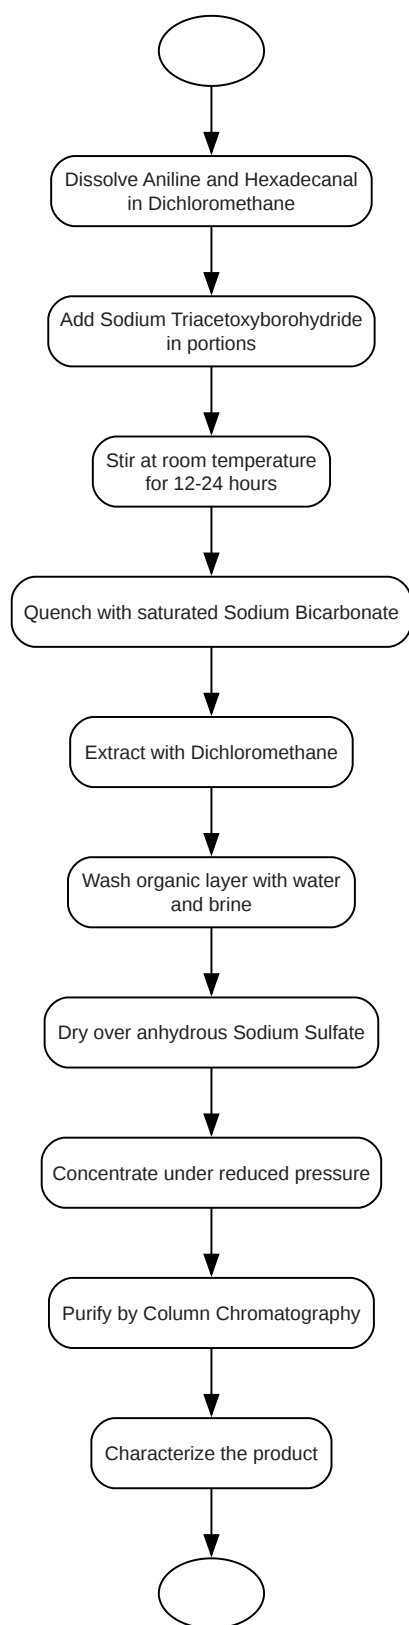 Dissolve Aniline and Hexadecanal
in Dichloromethane
Add Sodium Triacetoxyborohydride
in portions
Stir at room temperature
for 12-24 hours
Quench with saturated Sodium Bicarbonate
Extract with Dichloromethane
Wash organic layer with water
and brine
Dry over anhydrous Sodium Sulfate
Concentrate under reduced pressure
Purify by Column Chromatography
Characterize the product